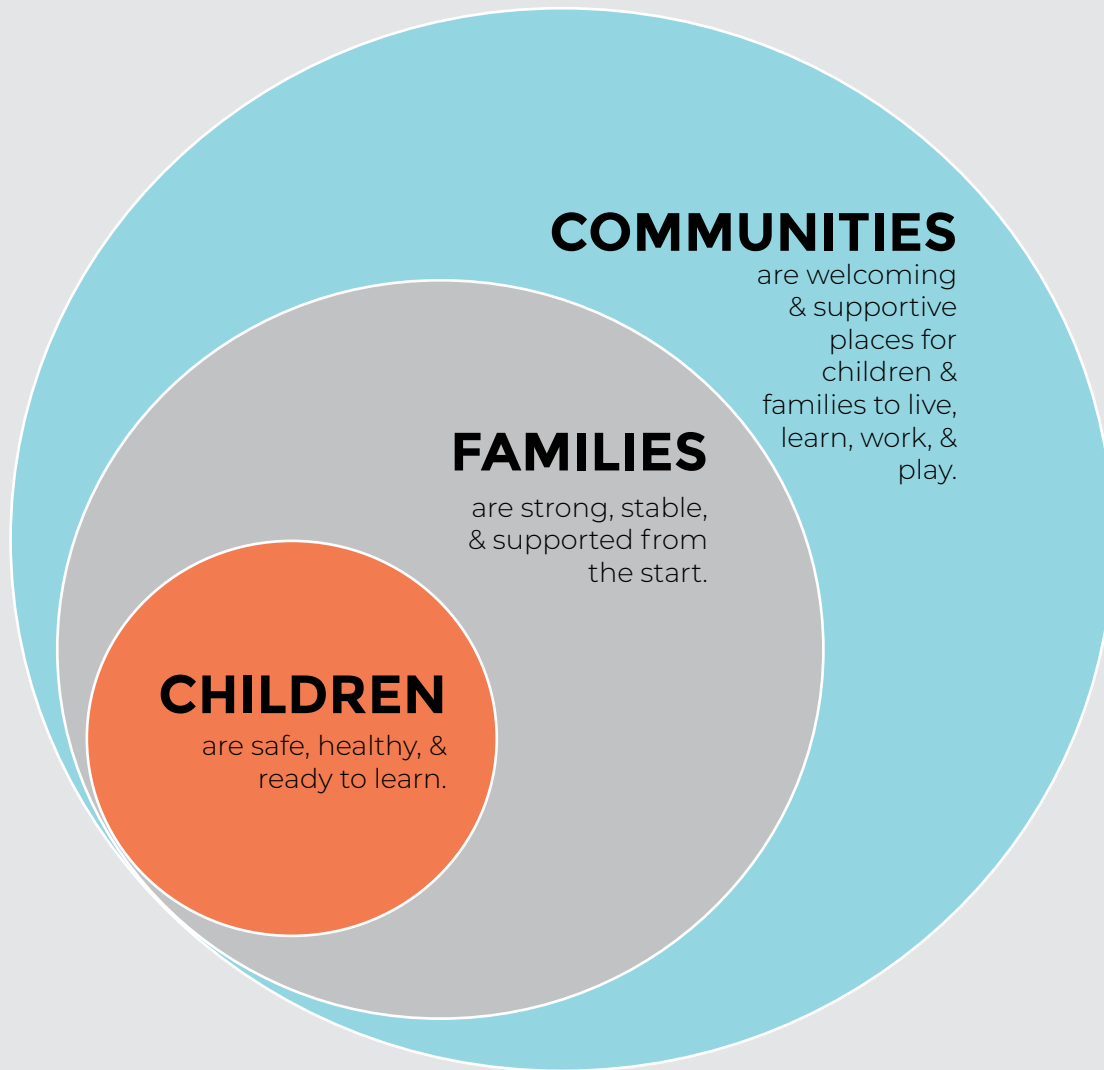 COMMUNITIES
are welcoming
& supportive
places for
children &
families to live,
learn, work, &
play.
FAMILIES
are strong, stable,
& supported from
the start.
CHILDREN
are safe, healthy, &
ready to learn.